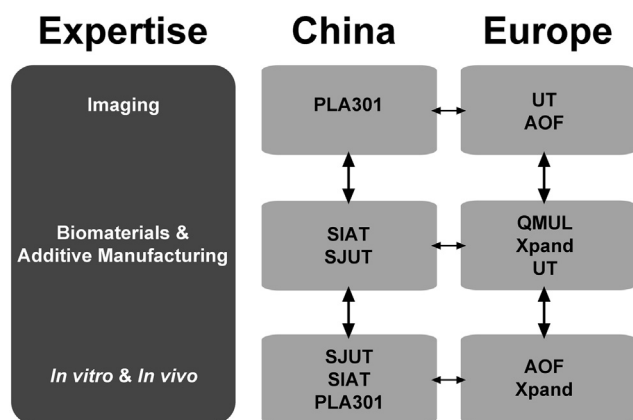 Expertise China Europe
Imaging
PLA301
UT
AOF
Biomaterials &
Additive Manufacturing
SIAT
SJUT
QMUL
Xpand
UT
In vitro & In vivo
SJUT
SIAT
PLA301
AOF
Xpand